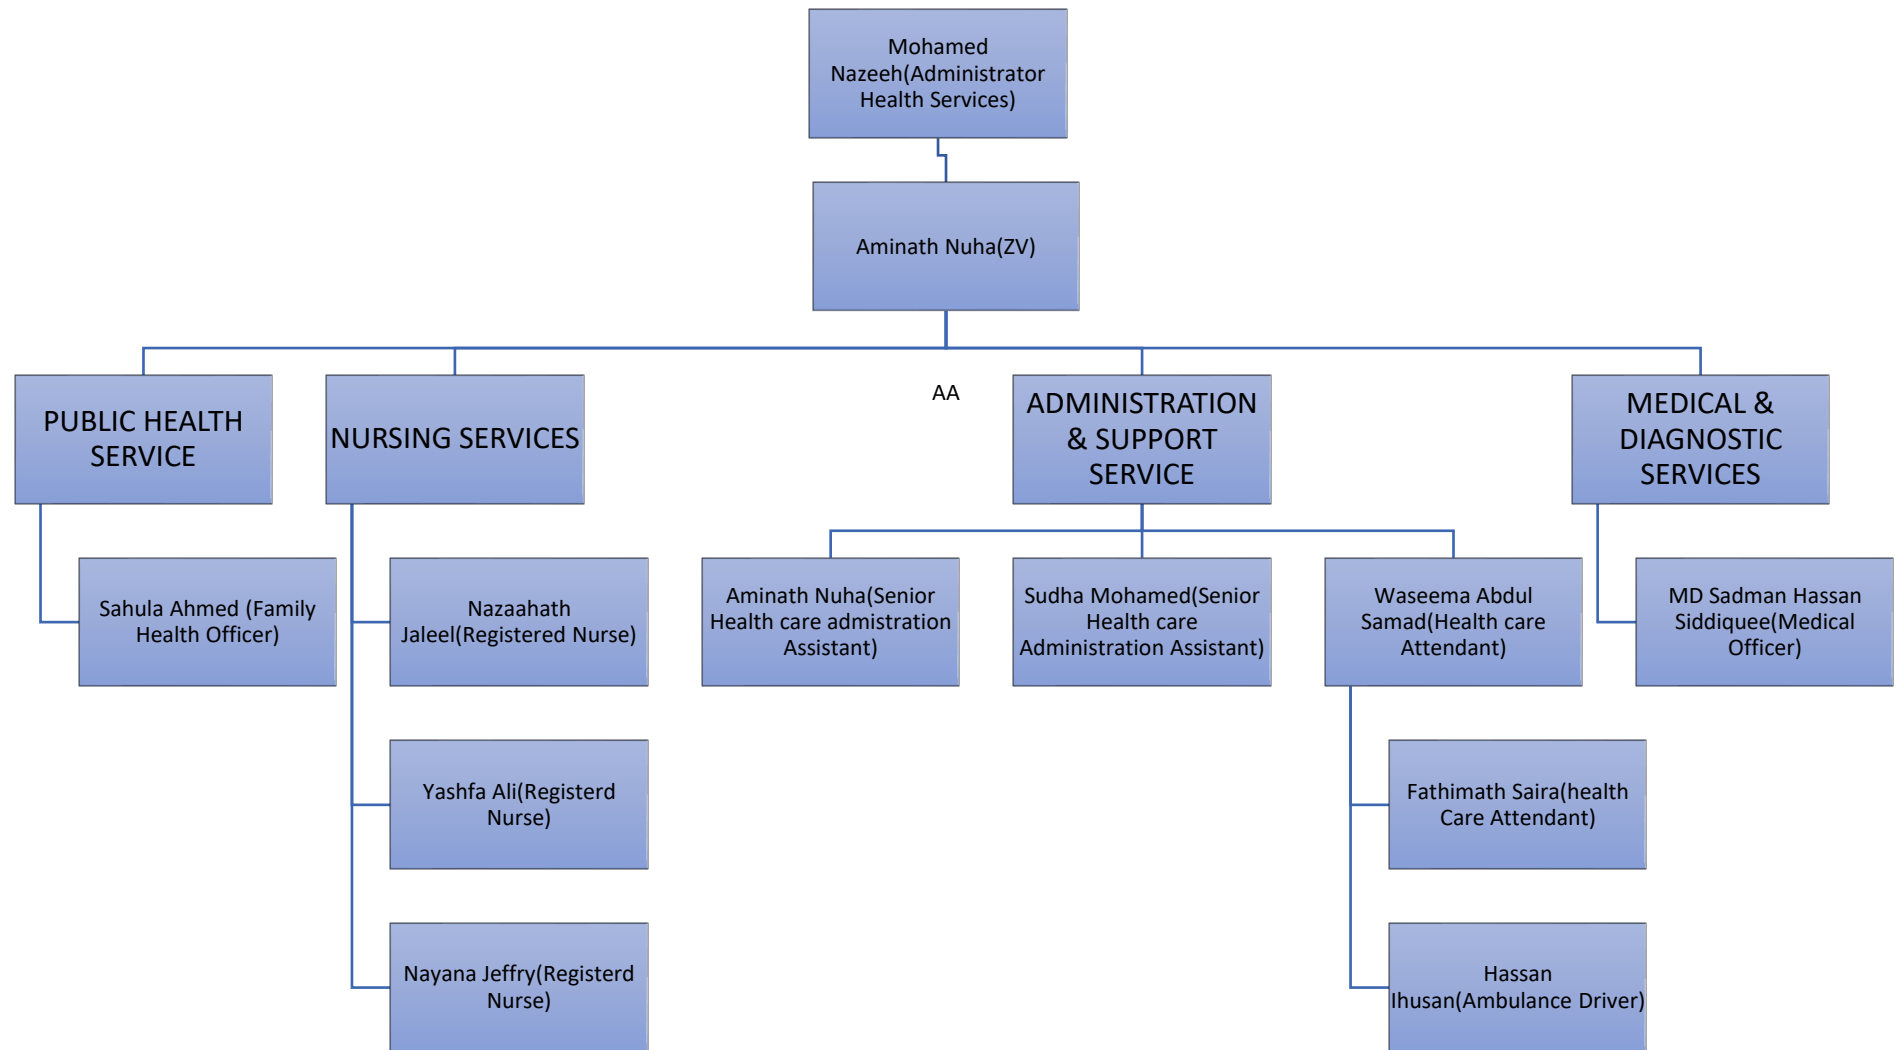 Mohamed
Nazeeh(Administrator
Health Services)
Aminath Nuha(ZV)
PUBLIC HEALTH
SERVICE
NURSING SERVICES
AA
ADMINISTRATION
& SUPPORT
SERVICE
MEDICAL &
DIAGNOSTIC
SERVICES
Sahula Ahmed (Family
Health Officer)
Nazaahath
Jaleel(Registered Nurse)
Aminath Nuha(Senior
Health care admistration
Assistant)
Sudha Mohamed(Senior
Health care
Administration Assistant)
Waseema Abdul
Samad(Health care
Attendant)
MD Sadman Hassan
Siddiquee(Medical
Officer)
Yashfa Ali(Registerd
Nurse)
Fathimath Saira(health
Care Attendant)
Nayana Jeffry(Registerd
Nurse)
Hassan
Ihusan(Ambulance Driver)